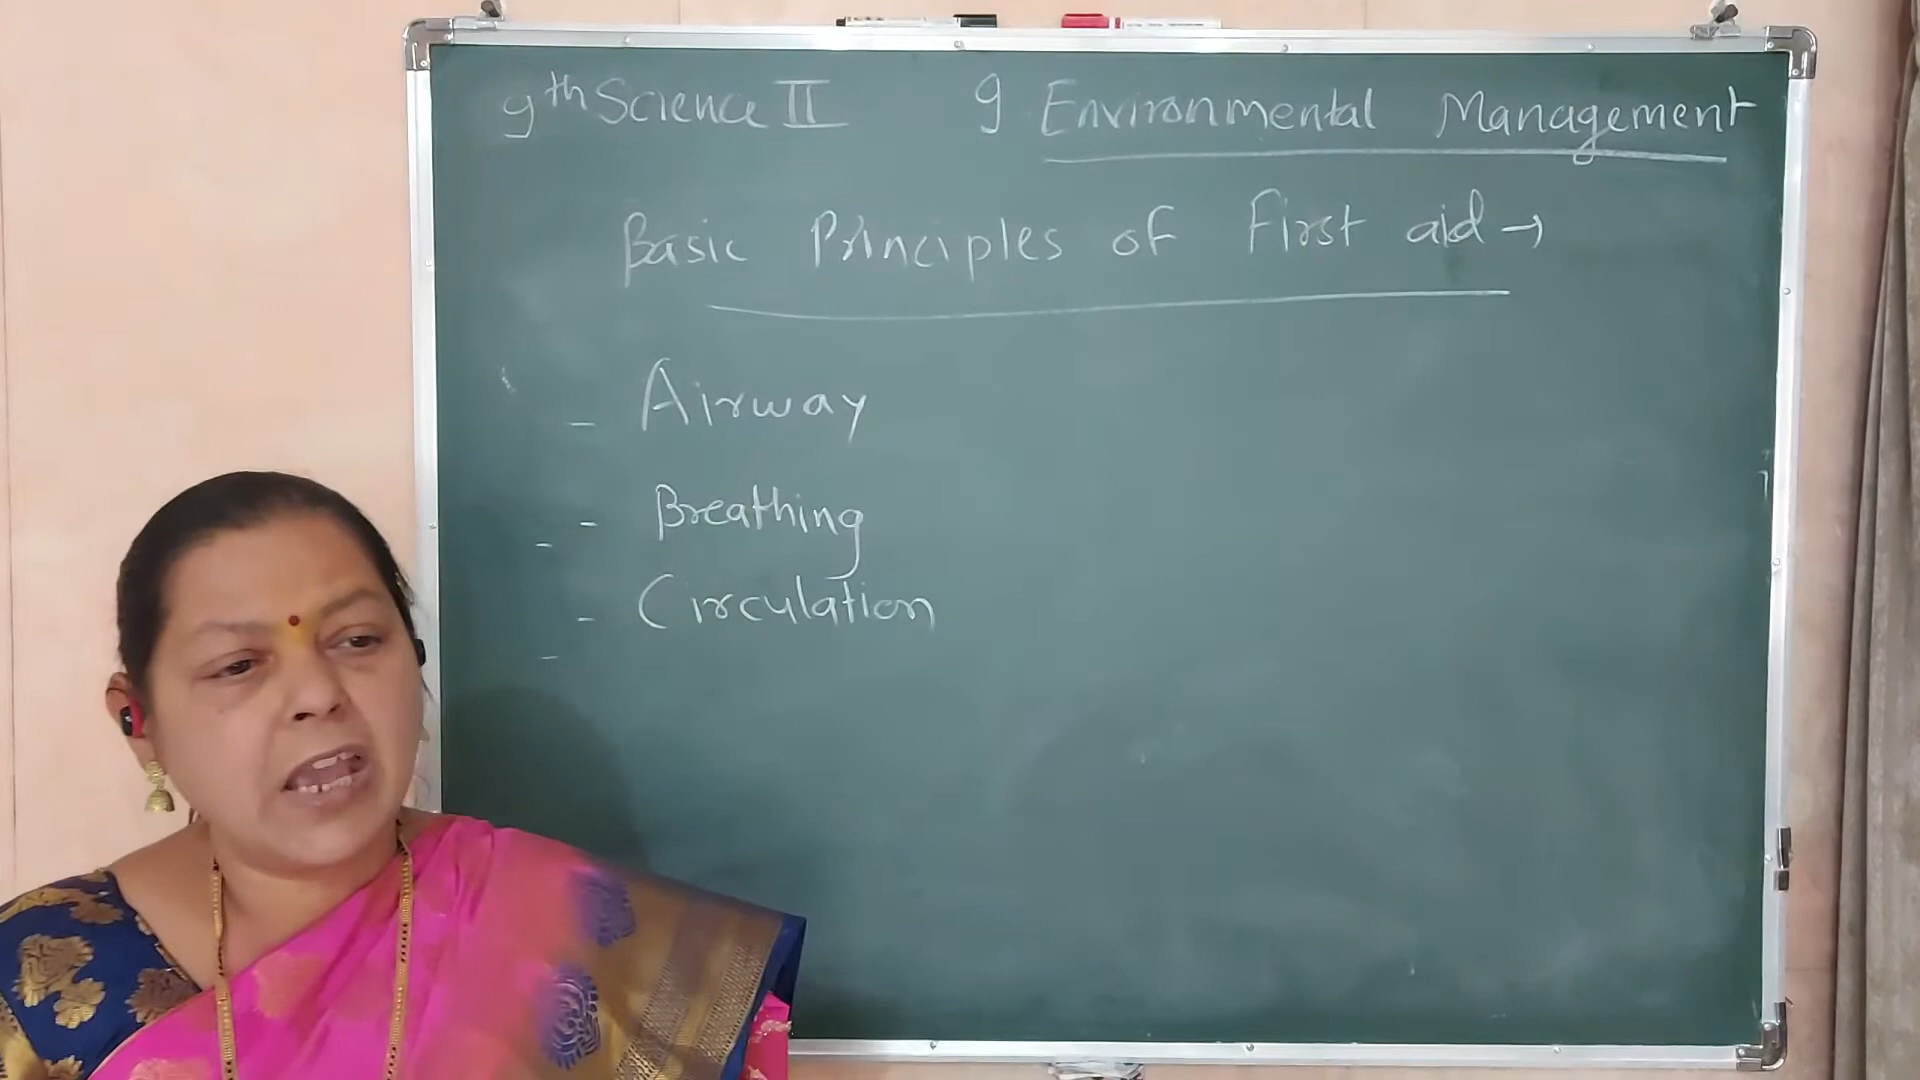 9th Science II 9 Environmental Management
Basic Principles of First aid →
- Airway
- Breathing
- Circulation